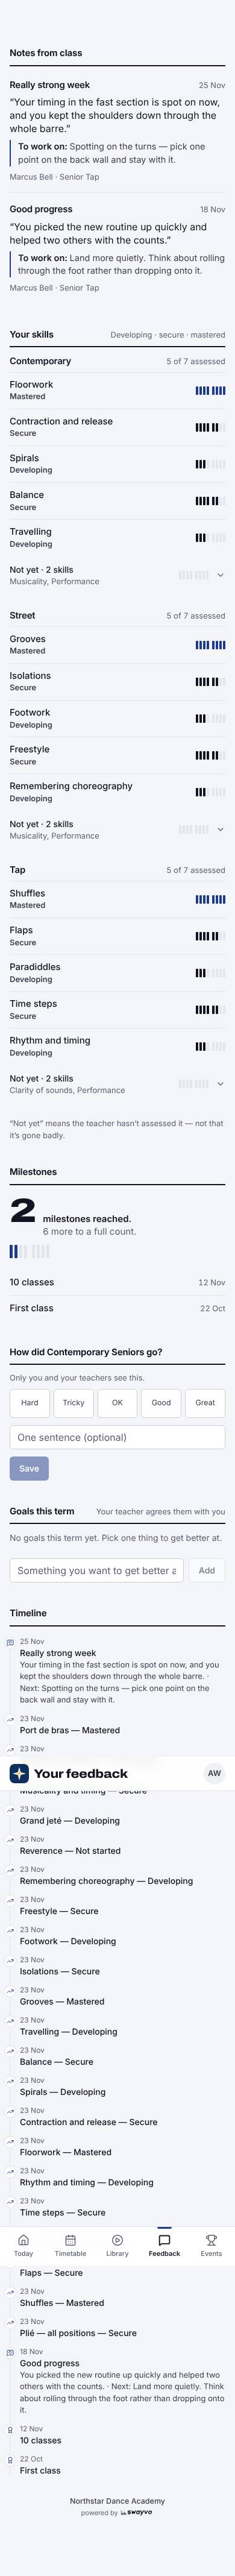 Notes from class
Really strong week 25 Nov
“Your timing in the fast section is spot on now,
and you kept the shoulders down through the
whole barre.”
To work on: Spotting on the turns — pick one
point on the back wall and stay with it.
Marcus Bell · Senior Tap
Good progress 18 Nov
“You picked the new routine up quickly and
helped two others with the counts.”
To work on: Land more quietly. Think about rolling
through the foot rather than dropping onto it.
Marcus Bell · Senior Tap
Your skills Developing · secure · mastered
Contemporary 5 of 7 assessed
Floorwork
Mastered
Contraction and release
Secure
Spirals
Developing
Balance
Secure
Travelling
Developing
Not yet · 2 skills
Musicality, Performance
Street 5 of 7 assessed
Grooves
Mastered
Isolations
Secure
Footwork
Developing
Freestyle
Secure
Remembering choreography
Developing
Not yet · 2 skills
Musicality, Performance
Tap 5 of 7 assessed
Shuffles
Mastered
Flaps
Secure
Paradiddles
Developing
Time steps
Secure
Rhythm and timing
Developing
Not yet · 2 skills
Clarity of sounds, Performance
“Not yet” means the teacher hasn’t assessed it — not that
it’s gone badly.
Milestones
2 milestones reached.
6 more to a full count.
10 classes 12 Nov
First class 22 Oct
How did Contemporary Seniors go?
Only you and your teachers see this.
Hard Tricky OK Good Great
One sentence (optional)
Save
Goals this term Your teacher agrees them with you
No goals this term yet. Pick one thing to get better at.
Something you want to get better a Add
Timeline
25 Nov
Really strong week
Your timing in the fast section is spot on now, and you
kept the shoulders down through the whole barre. ·
Next: Spotting on the turns — pick one point on the
back wall and stay with it.
23 Nov
Port de bras — Mastered
23 Nov
Your feedback AW
Musicality and timing — Secure
23 Nov
Grand jeté — Developing
23 Nov
Reverence — Not started
23 Nov
Remembering choreography — Developing
23 Nov
Freestyle — Secure
23 Nov
Footwork — Developing
23 Nov
Isolations — Secure
23 Nov
Grooves — Mastered
23 Nov
Travelling — Developing
23 Nov
Balance — Secure
23 Nov
Spirals — Developing
23 Nov
Contraction and release — Secure
23 Nov
Floorwork — Mastered
23 Nov
Rhythm and timing — Developing
23 Nov
Time steps — Secure
Today Timetable Library Feedback Events
Flaps — Secure
23 Nov
Shuffles — Mastered
23 Nov
Plié — all positions — Secure
18 Nov
Good progress
You picked the new routine up quickly and helped two
others with the counts. · Next: Land more quietly. Think
about rolling through the foot rather than dropping onto
it.
12 Nov
10 classes
22 Oct
First class
Northstar Dance Academy
powered by swayvo